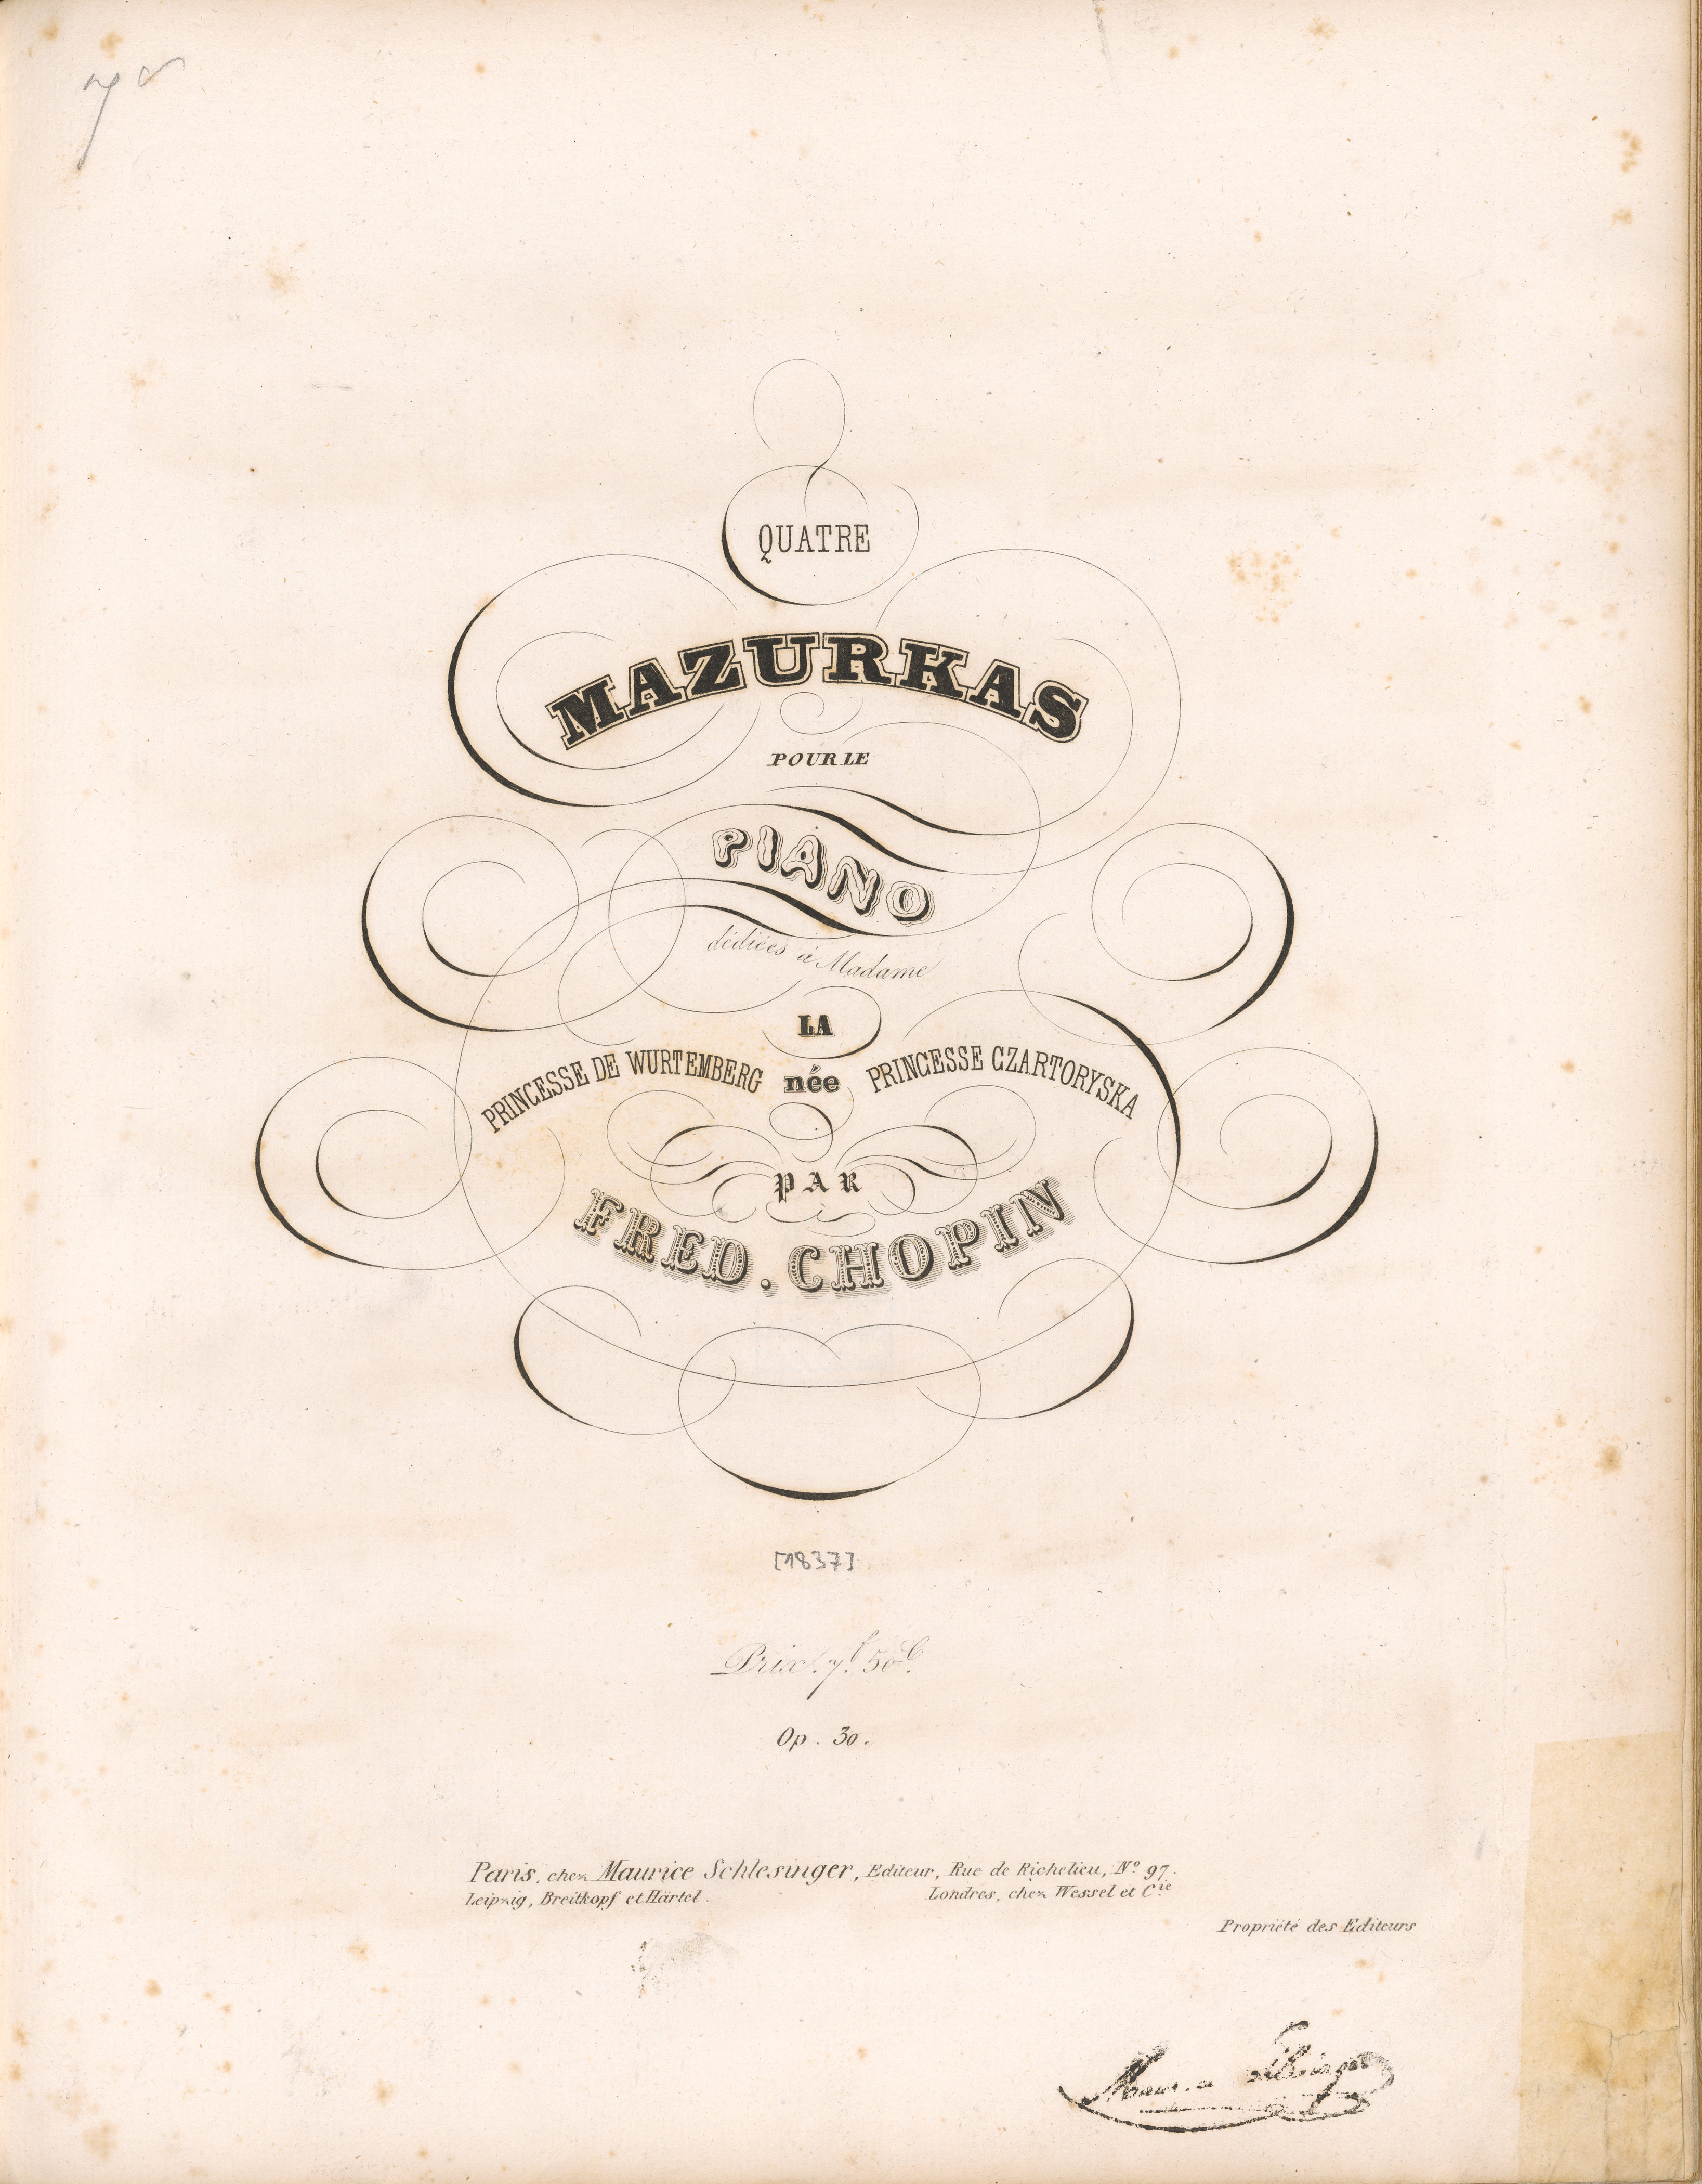 QUATRE
MAZURKAS
POUR LE
PIANO
dédiées à Madame
LA
PRINCESSE DE WURTEMBERG née PRINCESSE CZARTORYSKA
PAR
FRED. CHOPIN
[1837]
Prix: 7f. 50c.
Op. 30.
Paris, chez Maurice Schlesinger, Editeur, Rue de Richelieu, No. 97.
Leipzig, Breitkopf et Härtel. Londres, chez Wessel et Cie
Propriété des Editeurs